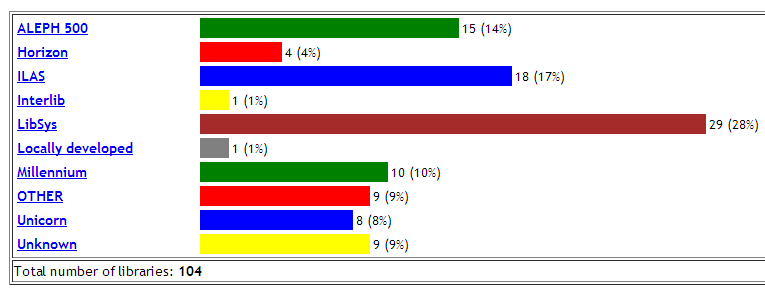 ALEPH 500 15 (14%)
Horizon 4 (4%)
ILAS 18 (17%)
Interlib 1 (1%)
LibSys 29 (28%)
Locally developed 1 (1%)
Millennium 10 (10%)
OTHER 9 (9%)
Unicorn 8 (8%)
Unknown 9 (9%)
Total number of libraries: 104